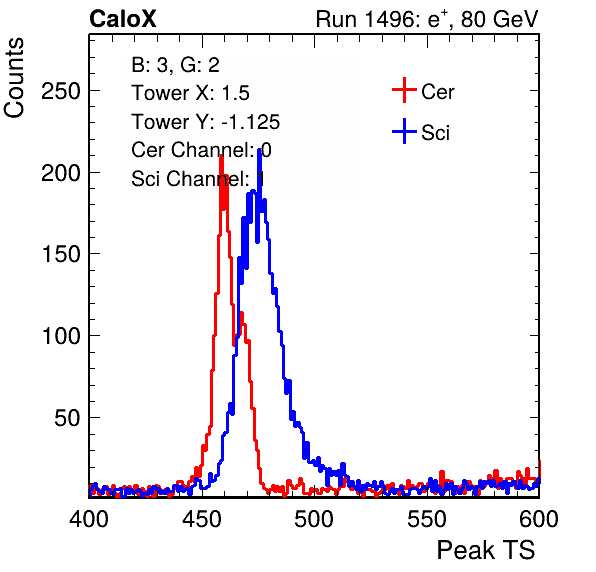 CaloX Run 1496: e⁺, 80 GeV
Counts
B: 3, G: 2
Tower X: 1.5
Tower Y: -1.125
Cer Channel: 0
Sci Channel: 1
Cer
Sci
250
200
150
100
50
400 450 500 550 600
Peak TS